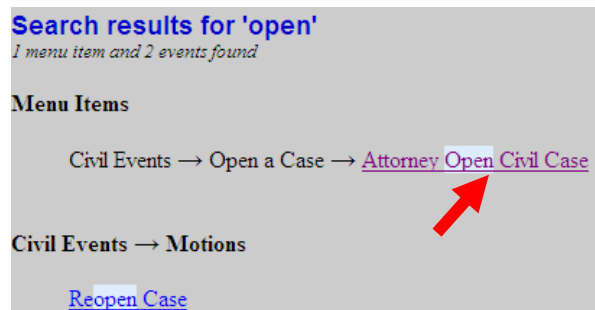 Search results for 'open'
1 menu item and 2 events found
Menu Items
Civil Events → Open a Case → Attorney Open Civil Case
Civil Events → Motions
Reopen Case